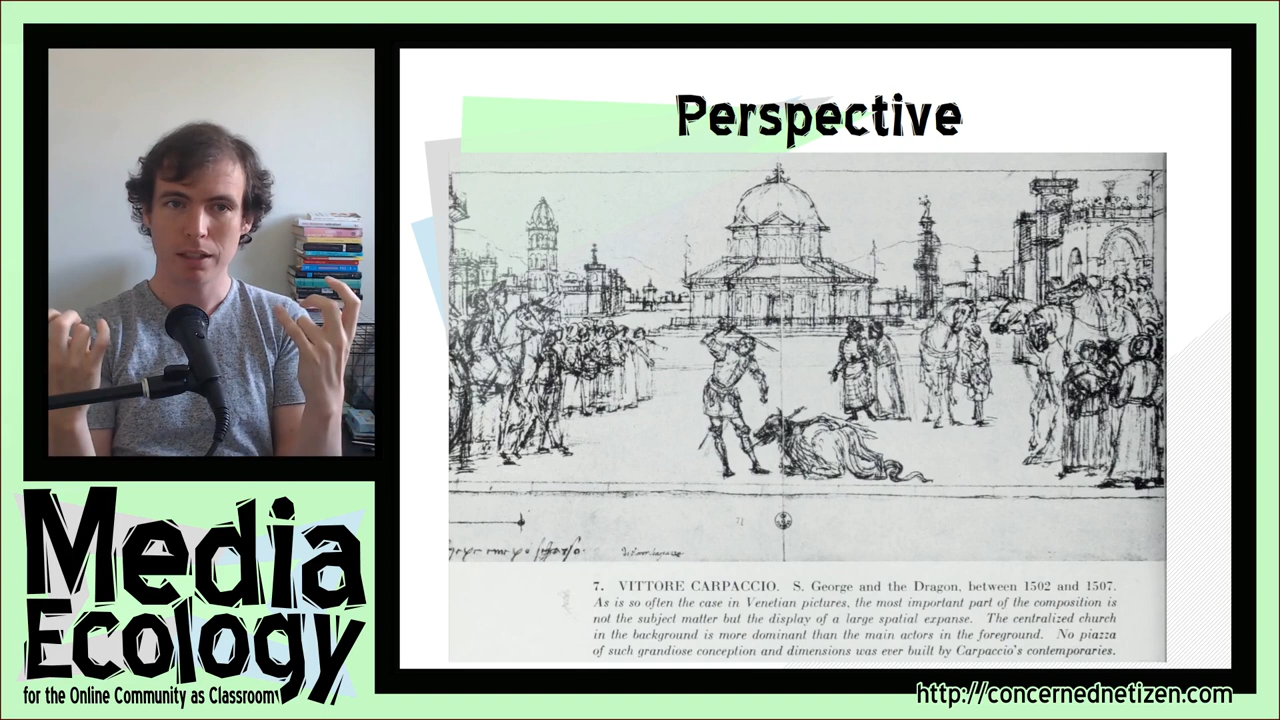 Perspective
7. VITTORE CARPACCIO. S. George and the Dragon, between 1502 and 1507.
As is so often the case in Venetian pictures, the most important part of the composition is
not the subject matter but the display of a large spatial expanse. The centralized church
in the background is more dominant than the main actors in the foreground. No piazza
of such grandiose conception and dimensions was ever built by Carpaccio's contemporaries.
Media
Ecology
for the Online Community as Classroom
http://concernednetizen.com